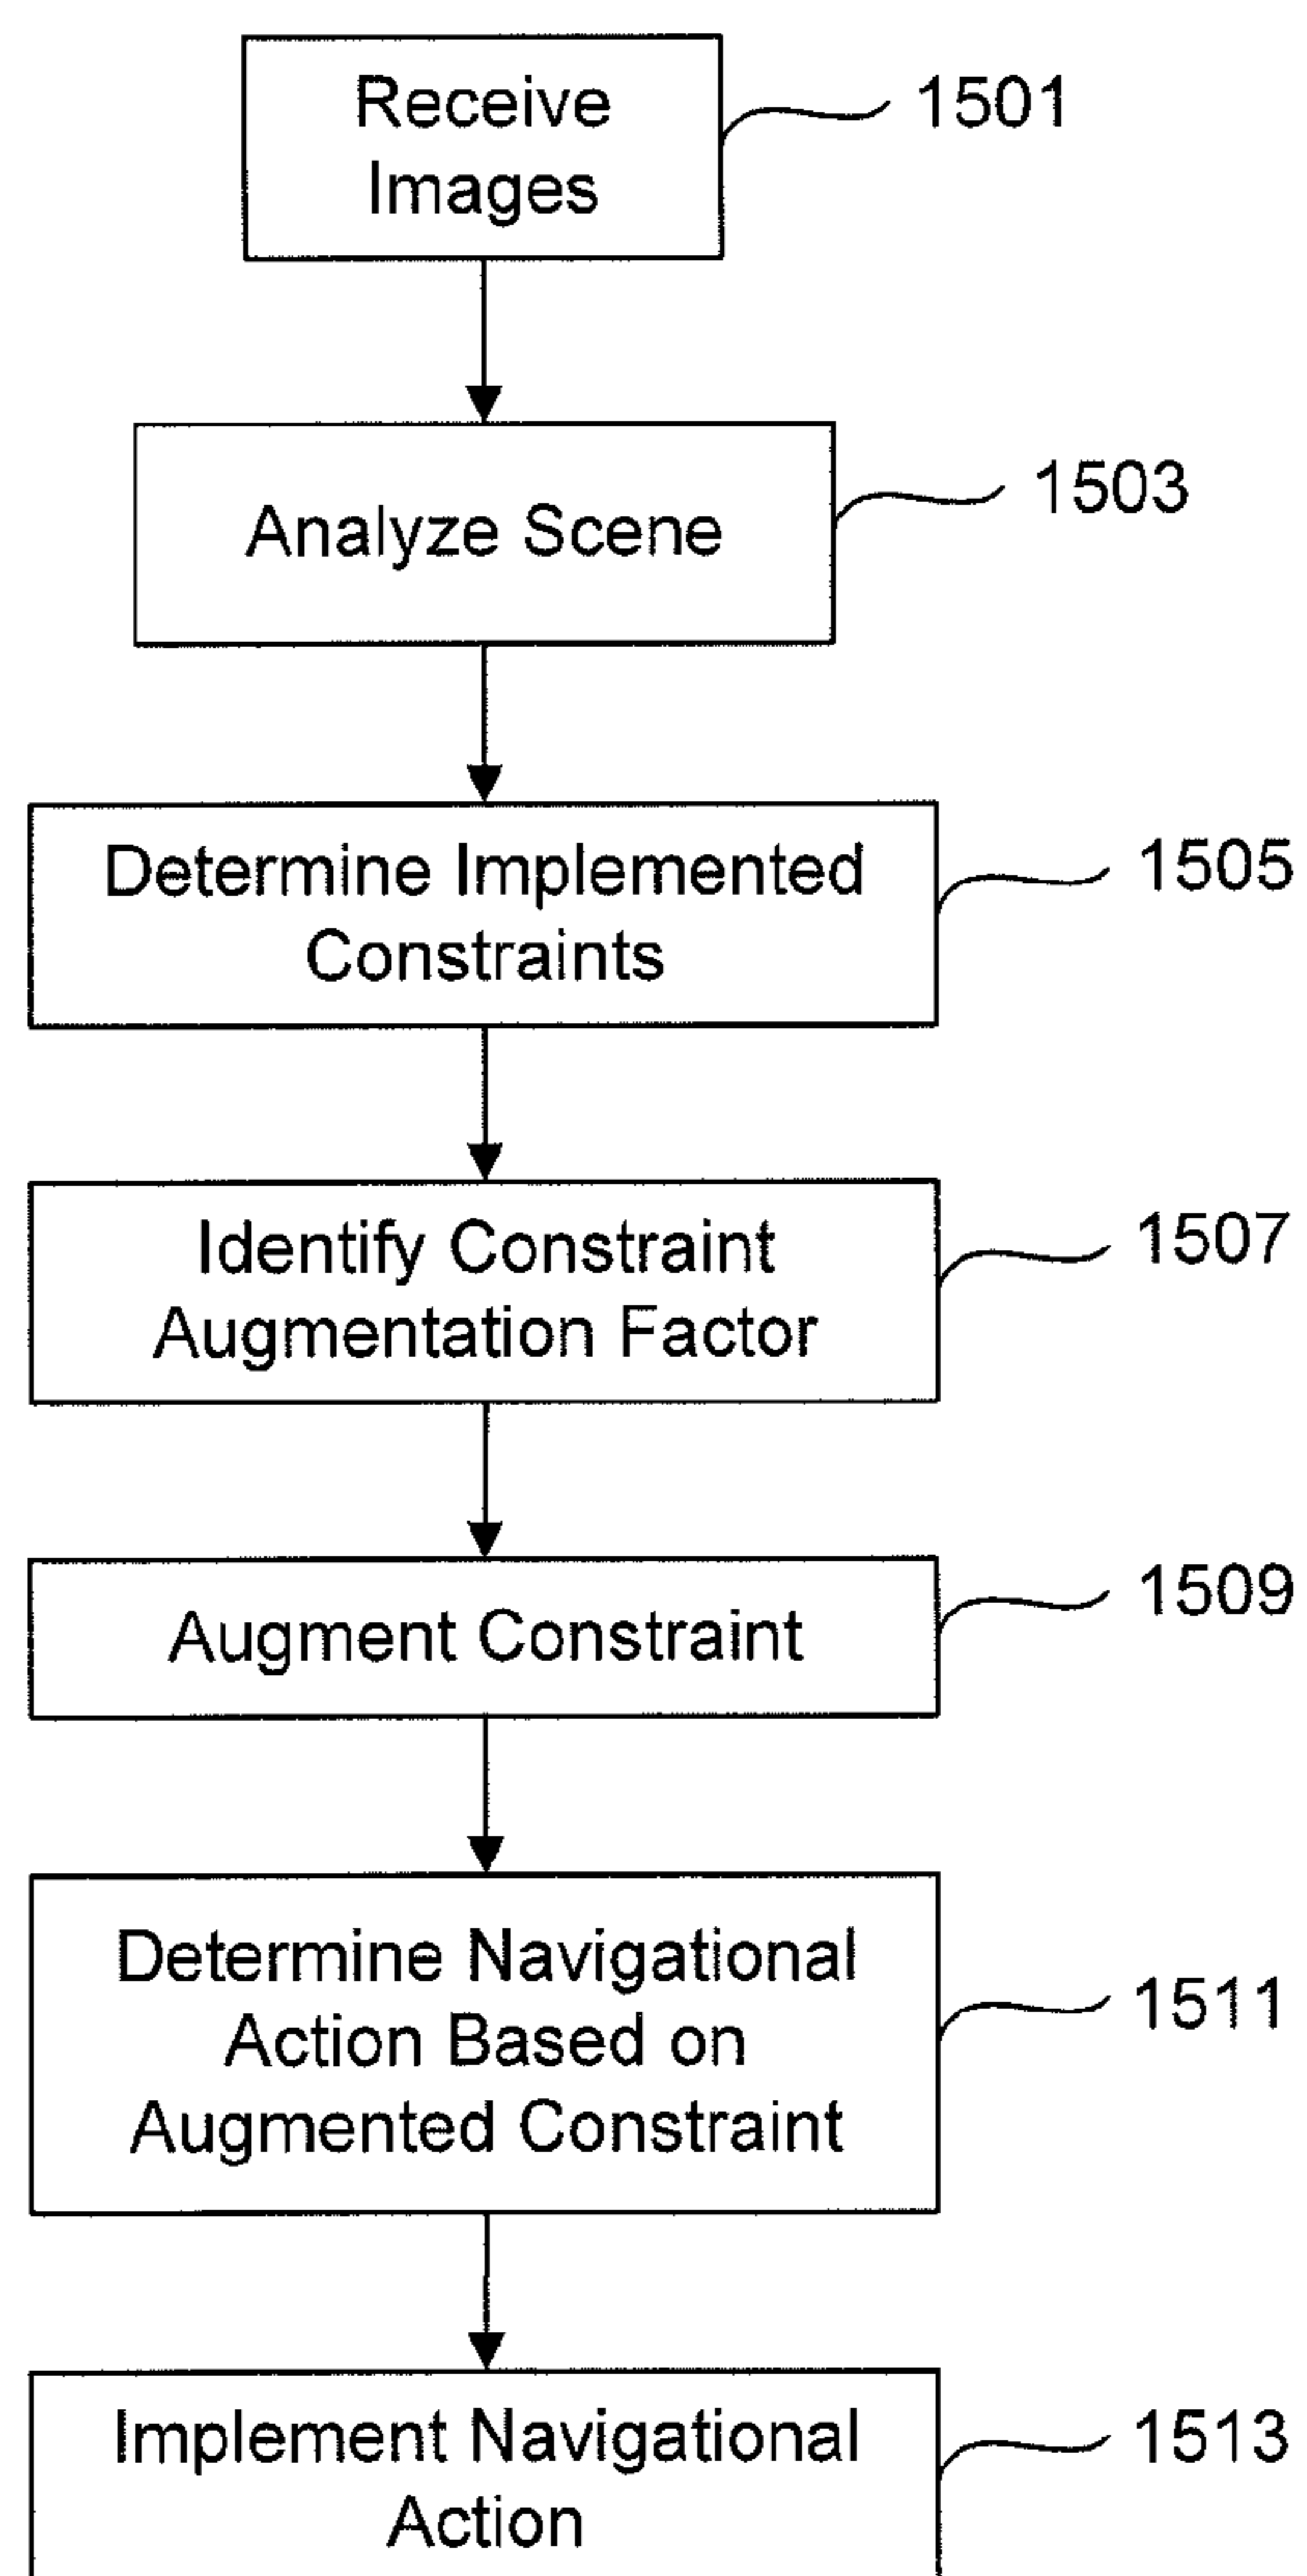 Receive
Images
1501
Analyze Scene
1503
Determine Implemented
Constraints
1505
Identify Constraint
Augmentation Factor
1507
Augment Constraint
1509
Determine Navigational
Action Based on
Augmented Constraint
1511
Implement Navigational
Action
1513